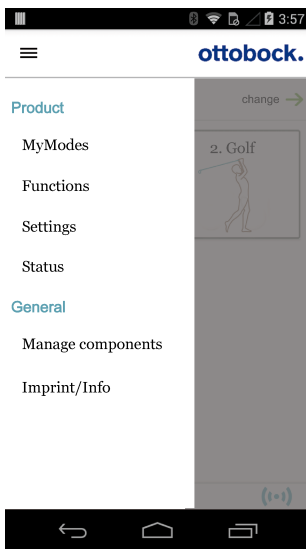 3:57
ottobock.
change
Product
MyModes
2. Golf
Functions
Settings
Status
General
Manage components
Imprint/Info